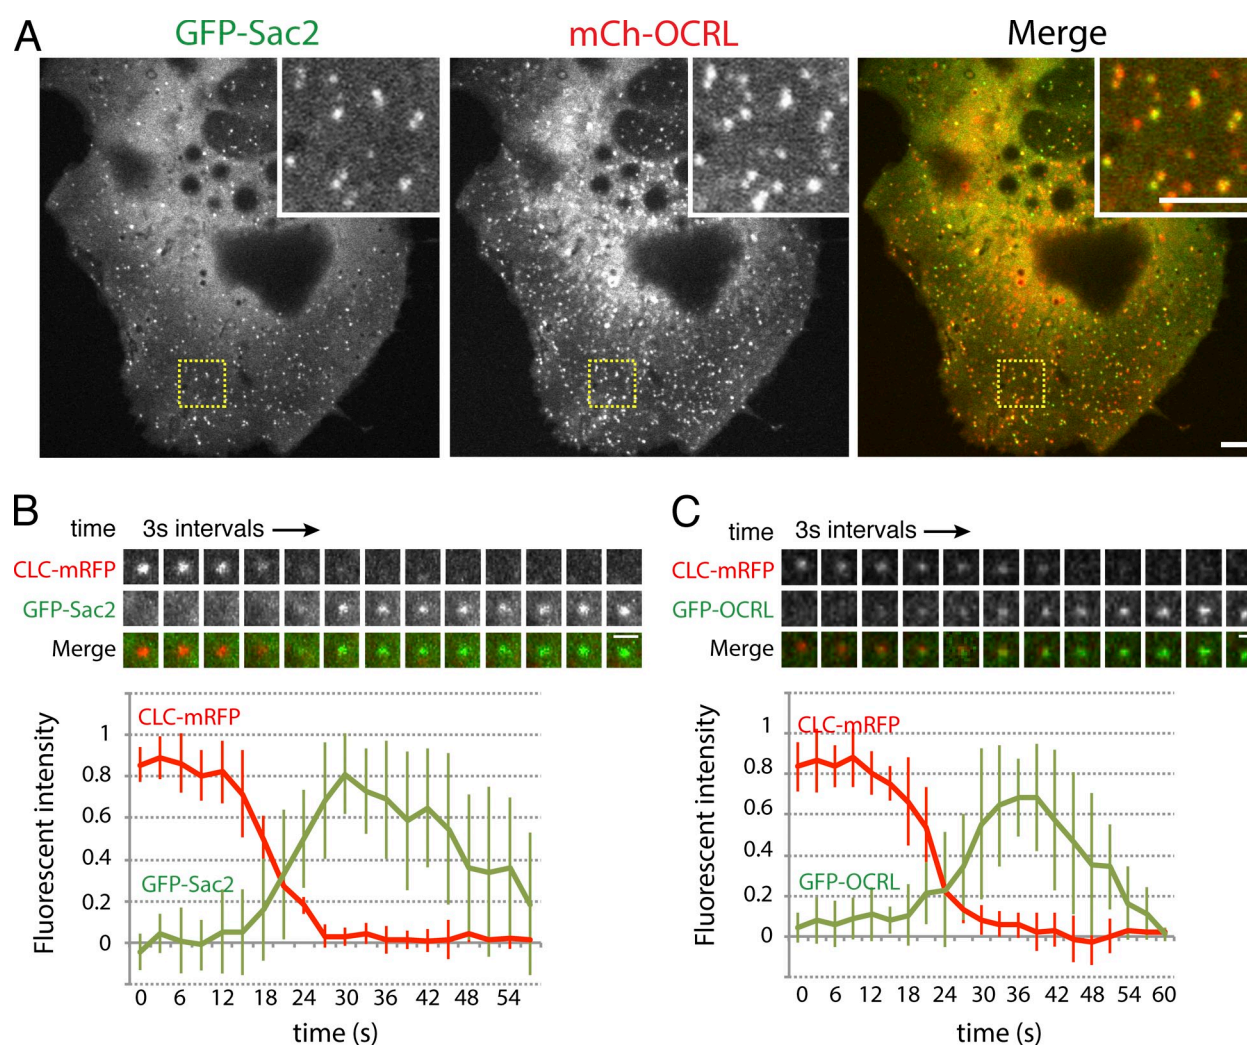 A
GFP-Sac2
mCh-OCRL
Merge
B
time
3s intervals
CLC-mRFP
GFP-Sac2
Merge
Fluorescent intensity
CLC-mRFP
GFP-Sac2
1
0.8
0.6
0.4
0.2
0
0 6 12 18 24 30 36 42 48 54
time (s)
C
time
3s intervals
CLC-mRFP
GFP-OCRL
Merge
Fluorescent intensity
CLC-mRFP
GFP-OCRL
1
0.8
0.6
0.4
0.2
0
0 6 12 18 24 30 36 42 48 54 60
time (s)